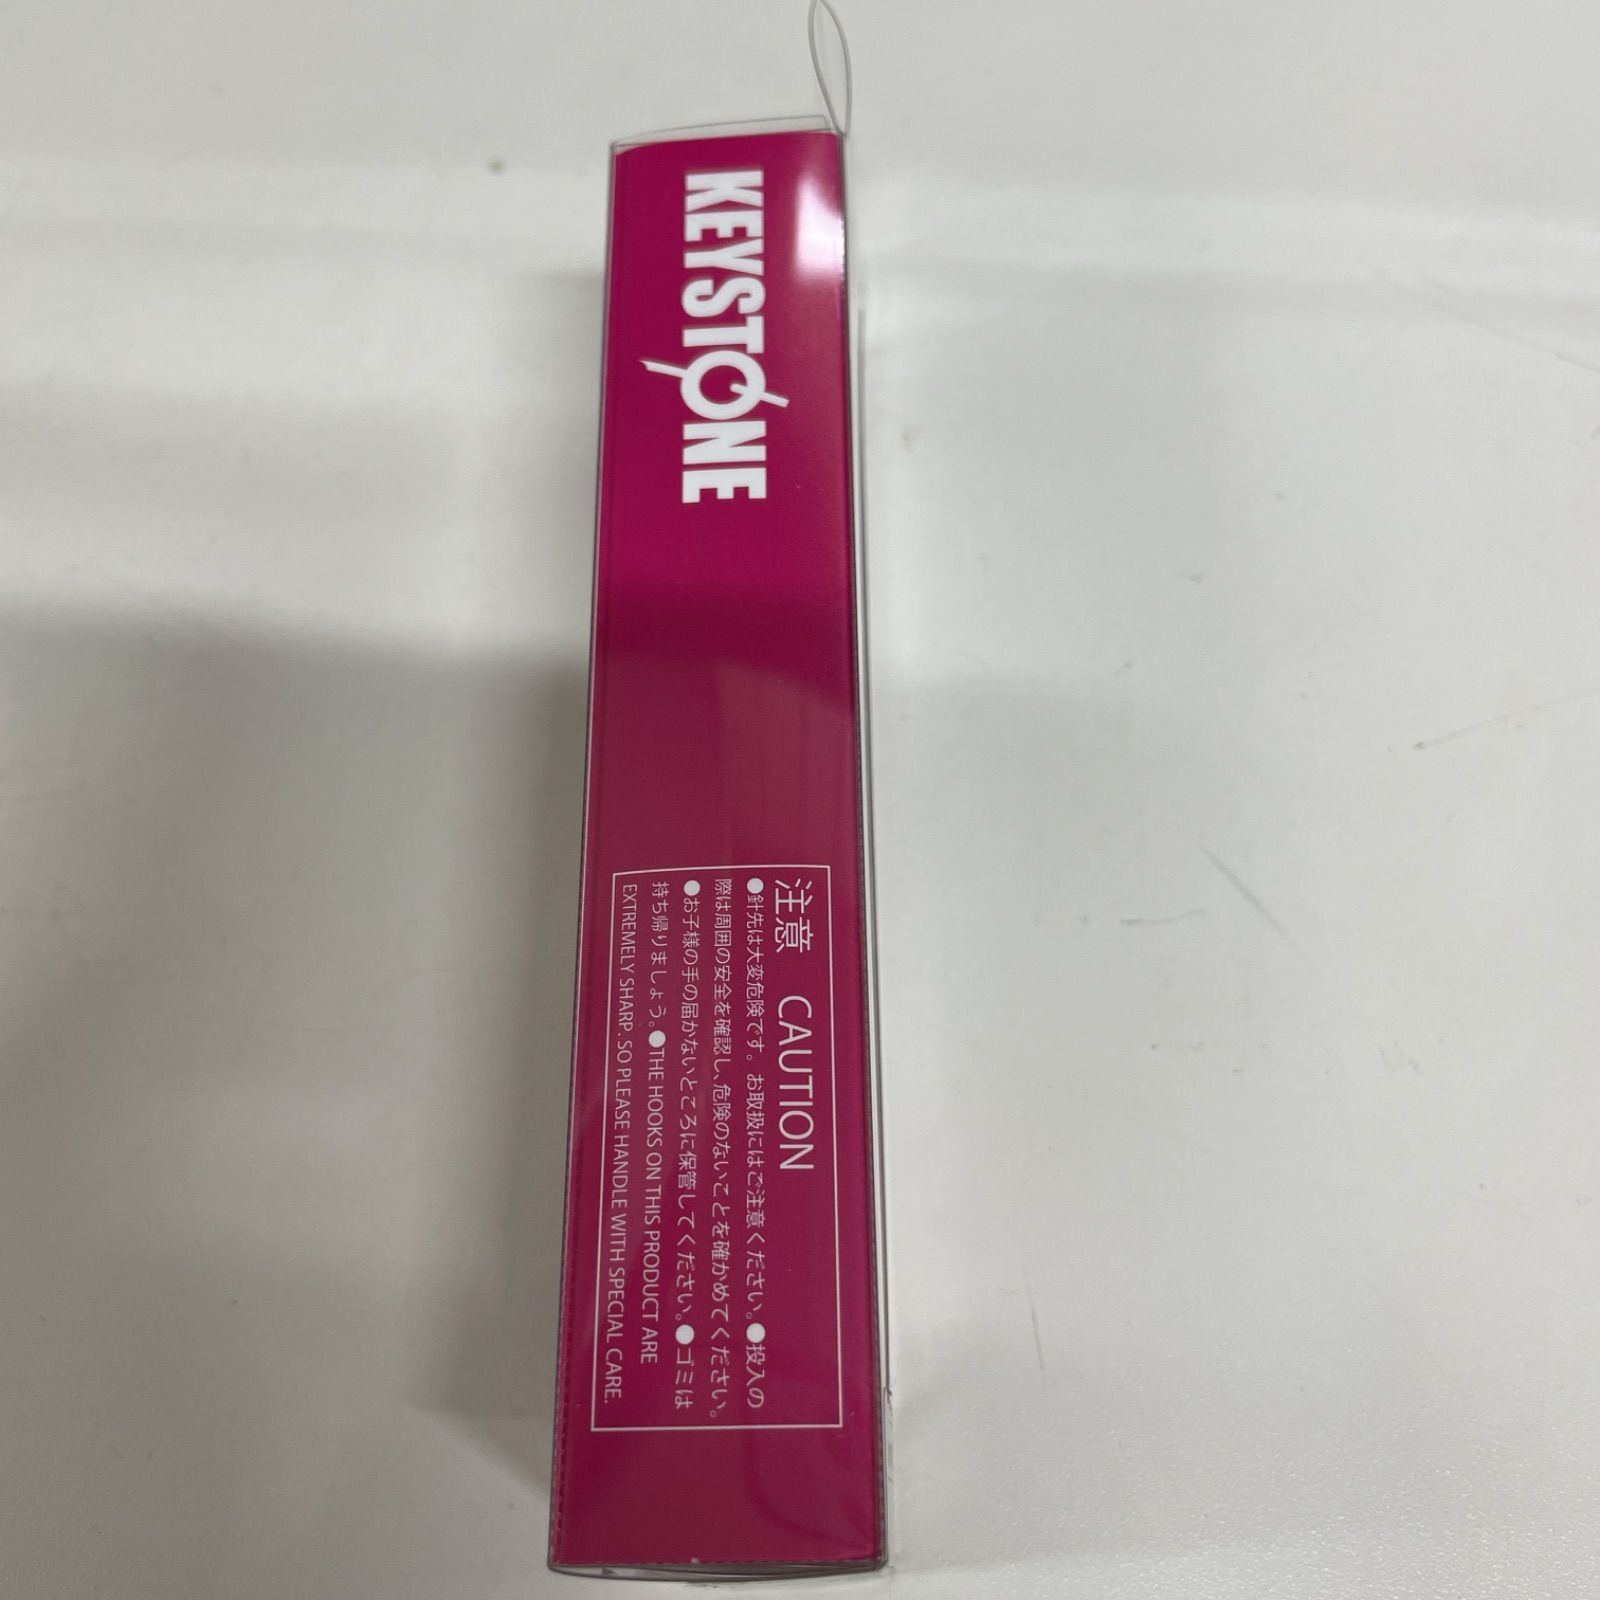 KEYSTONE
注意 CAUTION
●針先は大変危険です。お取扱にはご注意ください。●投入の
際は周囲の安全を確認し、危険のないことを確かめてください。
●お子様の手の届かないところに保管してください。●ゴミは
持ち帰りましょう。●THE HOOKS ON THIS PRODUCT ARE
EXTREMELY SHARP. SO PLEASE HANDLE WITH SPECIAL CARE.